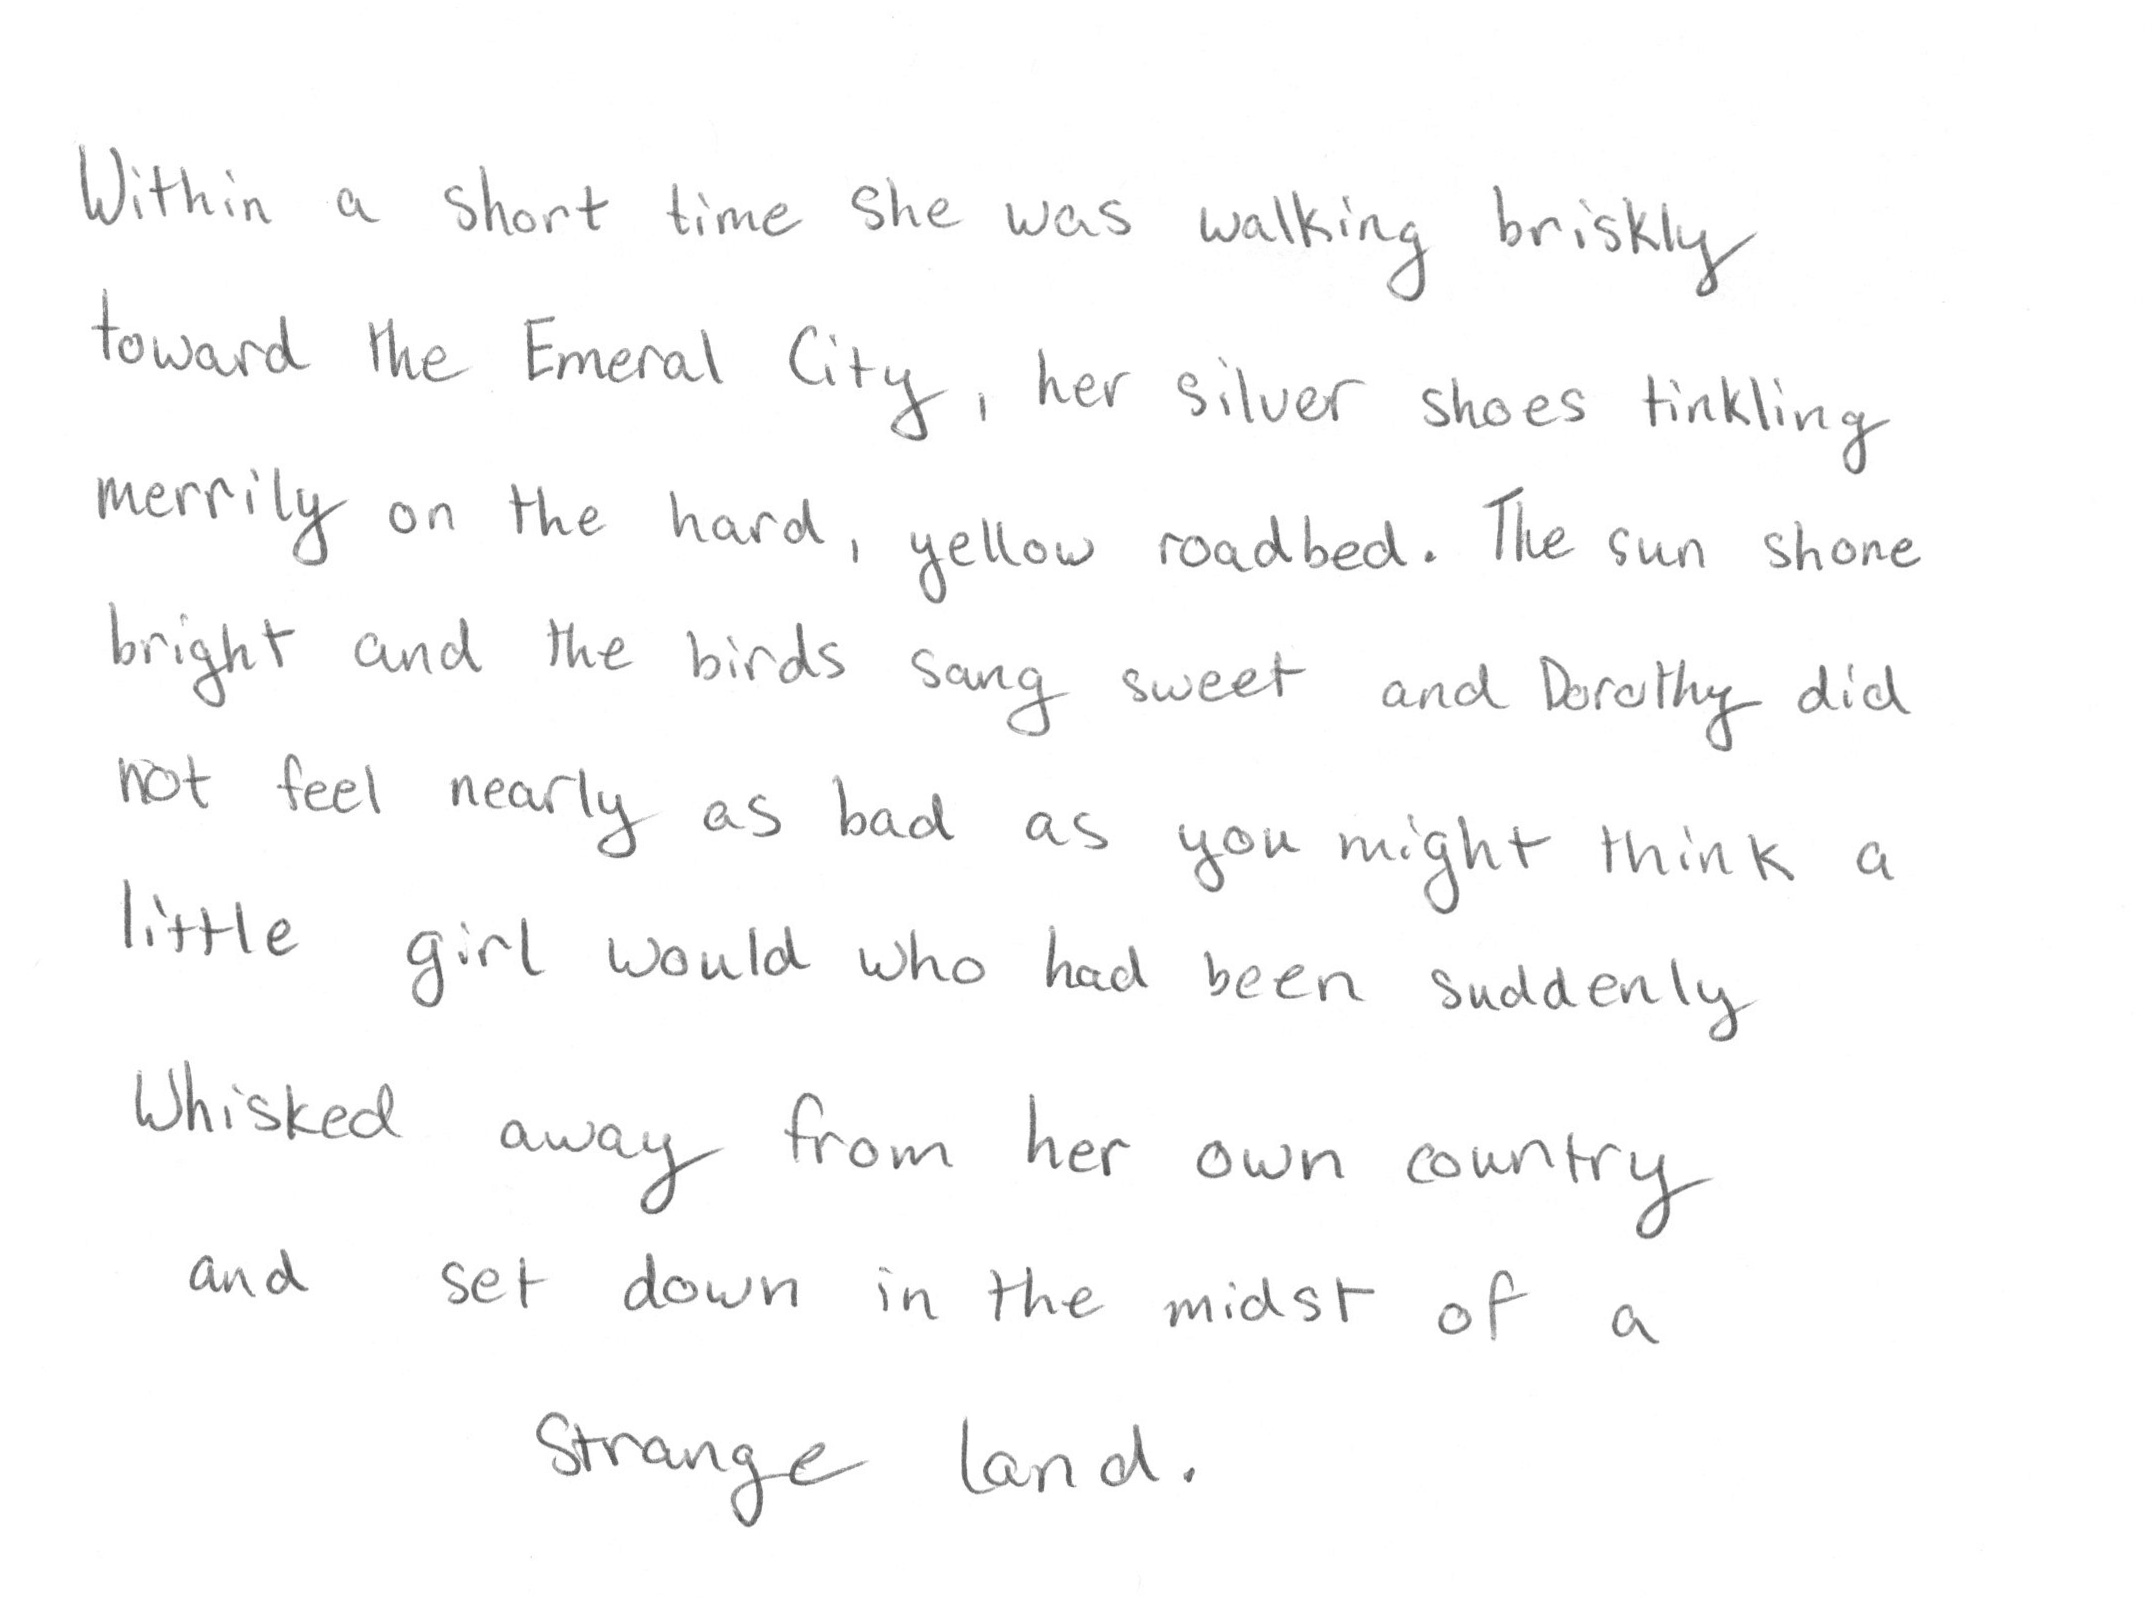 Within a short time she was walking briskly
toward the Emeral City, her silver shoes tinkling
merrily on the hard, yellow roadbed. The sun shone
bright and the birds sang sweet and Dorothy did
not feel nearly as bad as you might think a
little girl would who had been suddenly
Whisked away from her own country
and set down in the midst of a
Strange land.